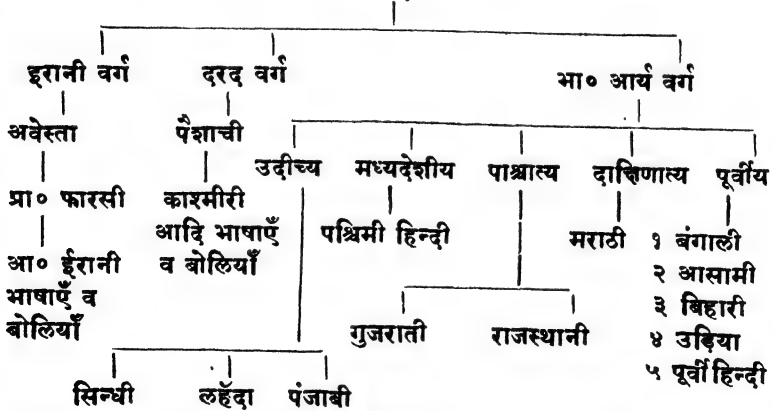 इरानी वर्ग
दरद वर्ग
भा० आर्य वर्ग
अवेस्ता
पैशाची
उदीच्य
मध्यदेशीय
पाश्चात्य
दाक्षिणात्य
पूर्वीय
प्रा० फारसी
काश्मीरी
आदि भाषाएँ
व बोलियाँ
पश्चिमी हिन्दी
मराठी
१ बंगाली
२ आसामी
३ बिहारी
४ उड़िया
५ पूर्वी हिन्दी
आ० ईरानी
भाषाएँ व
बोलियाँ
गुजराती
राजस्थानी
सिन्धी
लहँदा
पंजाबी